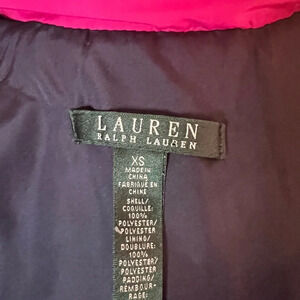 LAUREN
RALPH LAUREN
XS
MADE IN
CHINA
FABRIQUÉ EN
CHINE
SHELL/
COQUILLE:
100%
POLYESTER/
POLYESTER
LINING/
DOUBLURE:
100%
POLYESTER/
POLYESTER
PADDING/
REMBOUR-
RAGE: